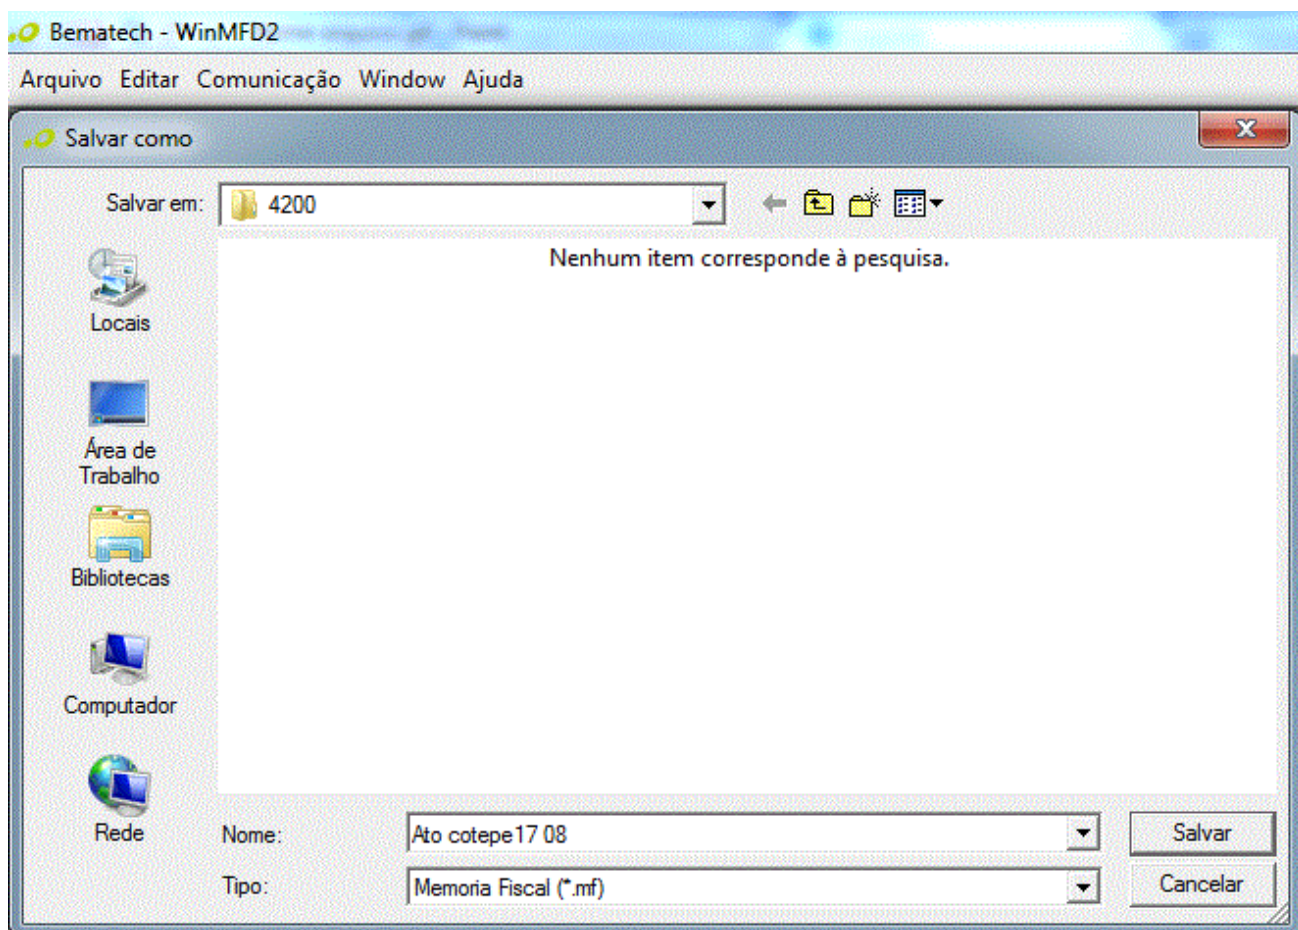 Bematech - WinMFD2
Arquivo Editar Comunicação Window Ajuda
Salvar como
Salvar em: 4200
Nenhum item corresponde à pesquisa.
Locais
Área de
Trabalho
Bibliotecas
Computador
Rede
Nome: Ato cotepe17 08 Salvar
Tipo: Memoria Fiscal (*.mf) Cancelar